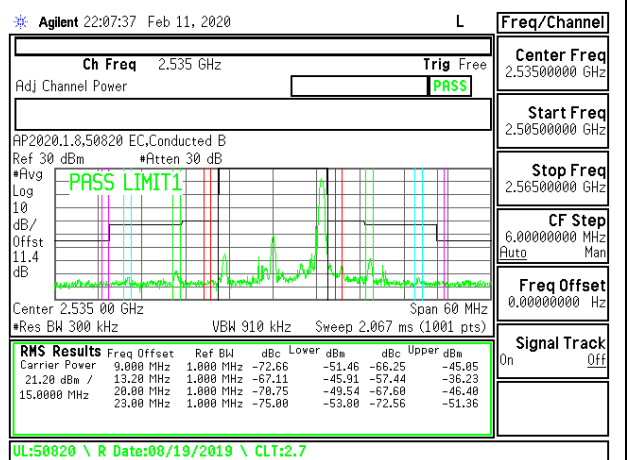 Agilent 22:07:37 Feb 11, 2020 L Freq/Channel
Ch Freq 2.535 GHz Trig Free
Adj Channel Power PASS
Center Freq
2.53500000 GHz
Start Freq
2.50500000 GHz
AP2020.1.8,50820 EC,Conducted B
Ref 30 dBm #Atten 30 dB
#Avg
Log
10
dB/
Offst
11.4
dB
PASS LIMIT1
Stop Freq
2.56500000 GHz
CF Step
6.00000000 MHz
Auto Man
Freq Offset
0.00000000 Hz
Center 2.535 00 GHz Span 60 MHz
#Res BW 300 kHz VBW 910 kHz Sweep 2.067 ms (1001 pts)
Signal Track
On Off
RMS Results Freq Offset Ref BW dBc Lower dBm dBc Upper dBm
Carrier Power 9.000 MHz 1.000 MHz -72.66 -51.46 -66.25 -45.05
21.20 dBm / 13.20 MHz 1.000 MHz -67.11 -45.91 -57.44 -36.23
15.0000 MHz 20.00 MHz 1.000 MHz -70.75 -49.54 -67.60 -46.40
23.00 MHz 1.000 MHz -75.00 -53.80 -72.56 -51.36
UL:50820 \ R Date:08/19/2019 \ CLT:2.7